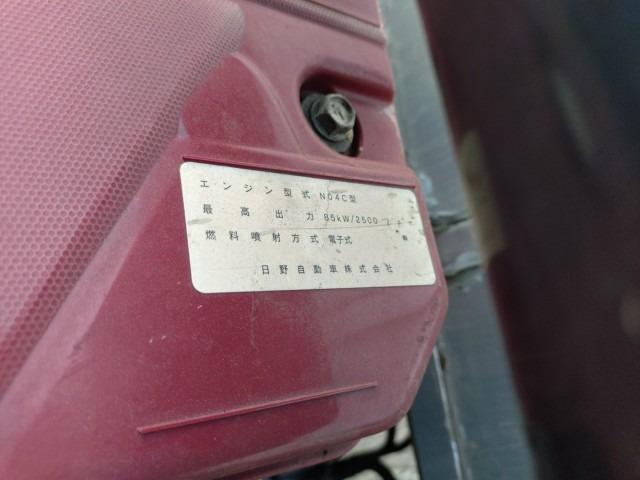 エンジン型式 N04C型
最高出力 85kW/2500
燃料噴射方式 電子式
日野自動車株式会社